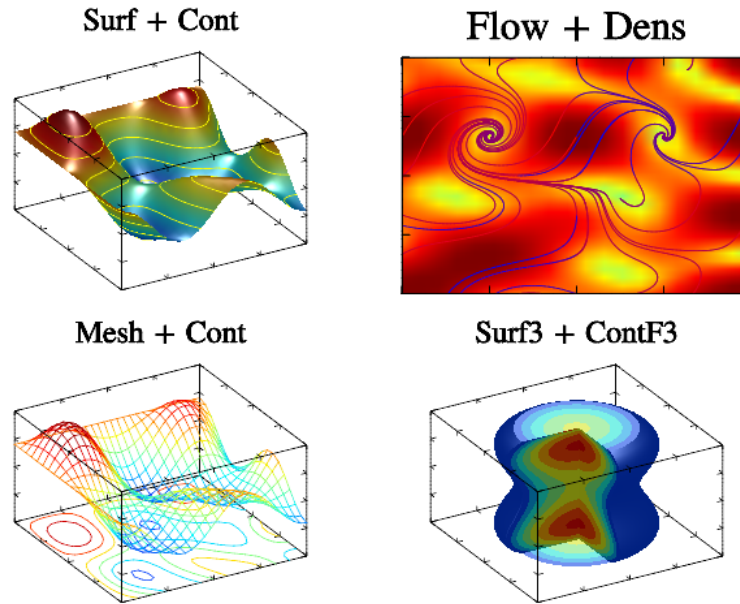 Surf + Cont
Flow + Dens
Mesh + Cont
Surf3 + ContF3